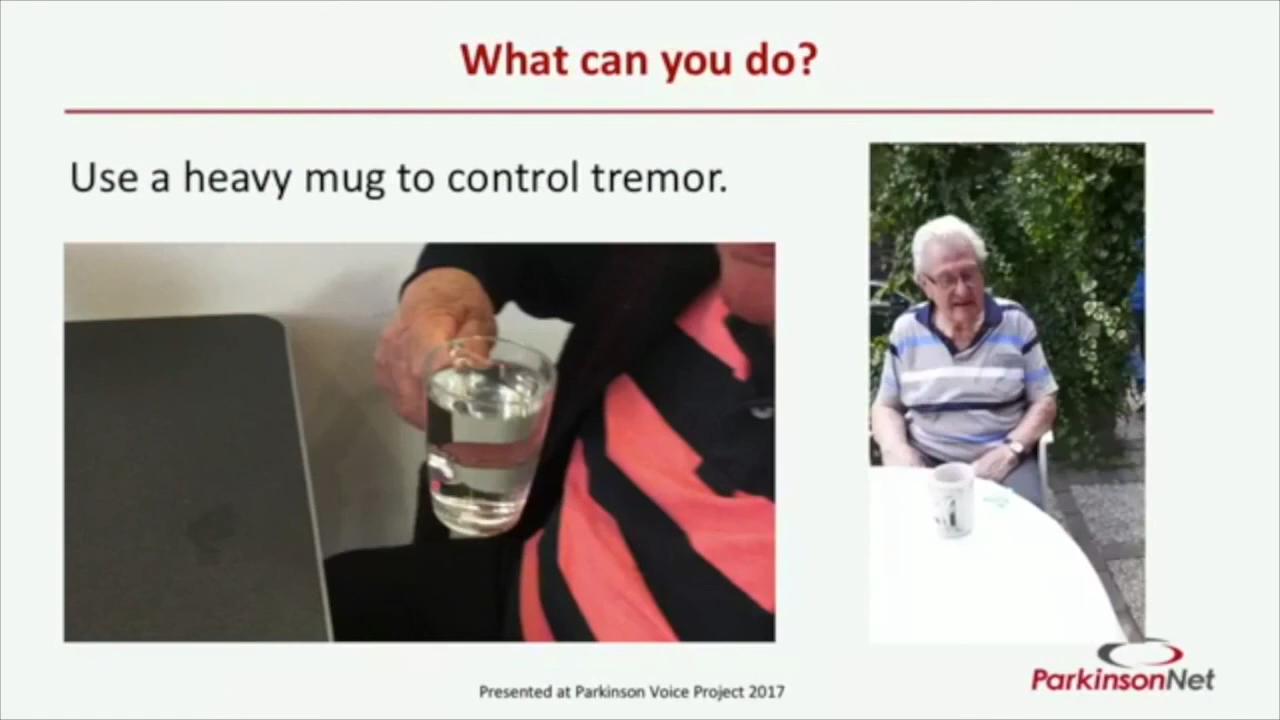 What can you do?
Use a heavy mug to control tremor.
Presented at Parkinson Voice Project 2017
ParkinsonNet